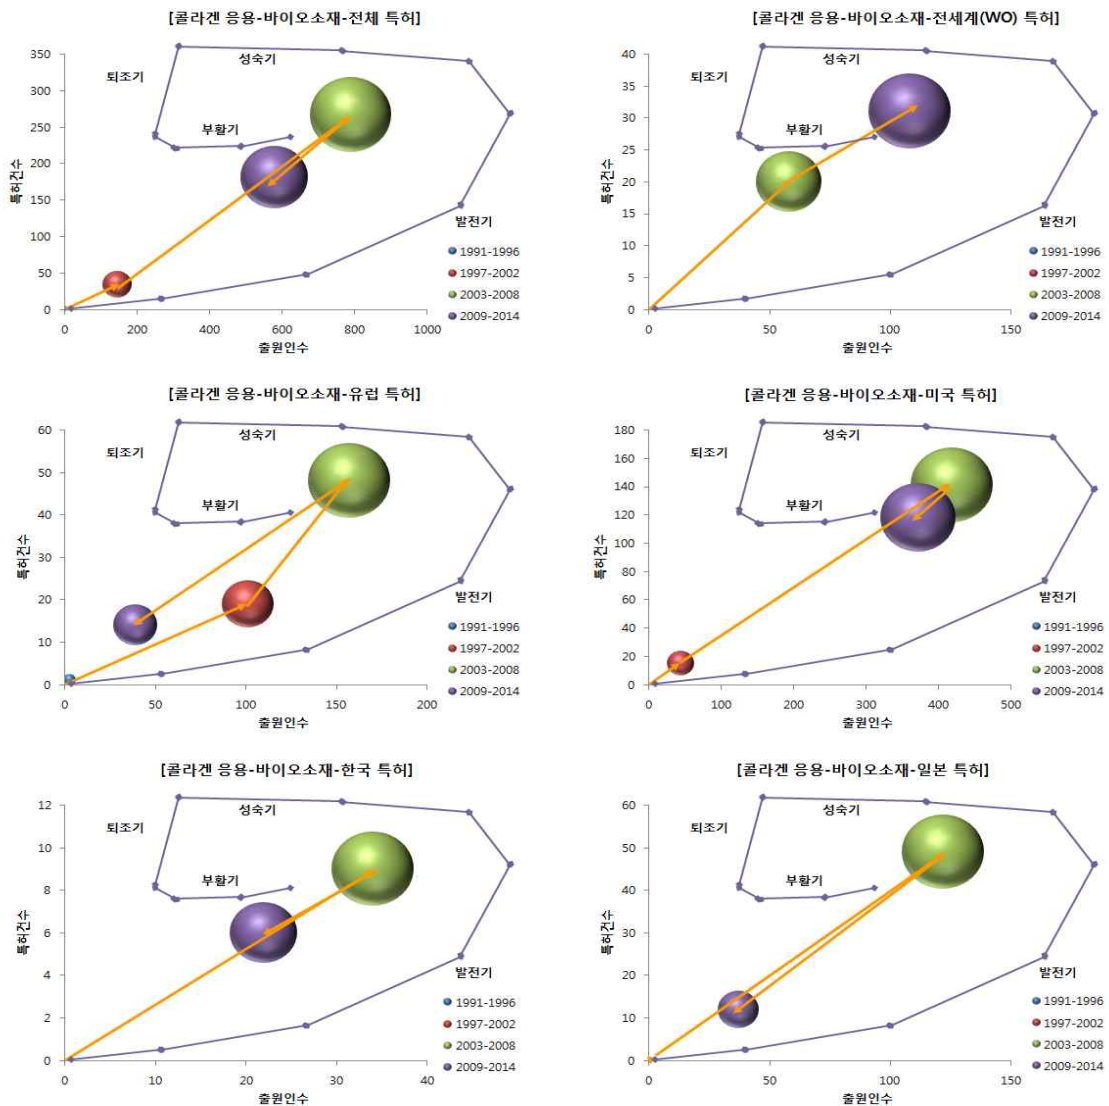 [콜라겐 응용-바이오소재-전체 특허]
특허건수
350
300
250
200
150
100
50
0
0
200
400
600
800
1000
출원인수
퇴조기
성숙기
부활기
발전기
1991-1996
1997-2002
2003-2008
2009-2014
[콜라겐 응용-바이오소재-전세계(WO) 특허]
특허건수
40
35
30
25
20
15
10
5
0
0
50
100
150
출원인수
퇴조기
성숙기
부활기
발전기
1991-1996
1997-2002
2003-2008
2009-2014
[콜라겐 응용-바이오소재-유럽 특허]
특허건수
60
50
40
30
20
10
0
0
50
100
150
200
출원인수
퇴조기
성숙기
부활기
발전기
1991-1996
1997-2002
2003-2008
2009-2014
[콜라겐 응용-바이오소재-미국 특허]
특허건수
180
160
140
120
100
80
60
40
20
0
0
100
200
300
400
500
출원인수
퇴조기
성숙기
부활기
발전기
1991-1996
1997-2002
2003-2008
2009-2014
[콜라겐 응용-바이오소재-한국 특허]
특허건수
12
10
8
6
4
2
0
0
10
20
30
40
출원인수
퇴조기
성숙기
부활기
발전기
1991-1996
1997-2002
2003-2008
2009-2014
[콜라겐 응용-바이오소재-일본 특허]
특허건수
60
50
40
30
20
10
0
0
50
100
150
출원인수
퇴조기
성숙기
부활기
발전기
1991-1996
1997-2002
2003-2008
2009-2014